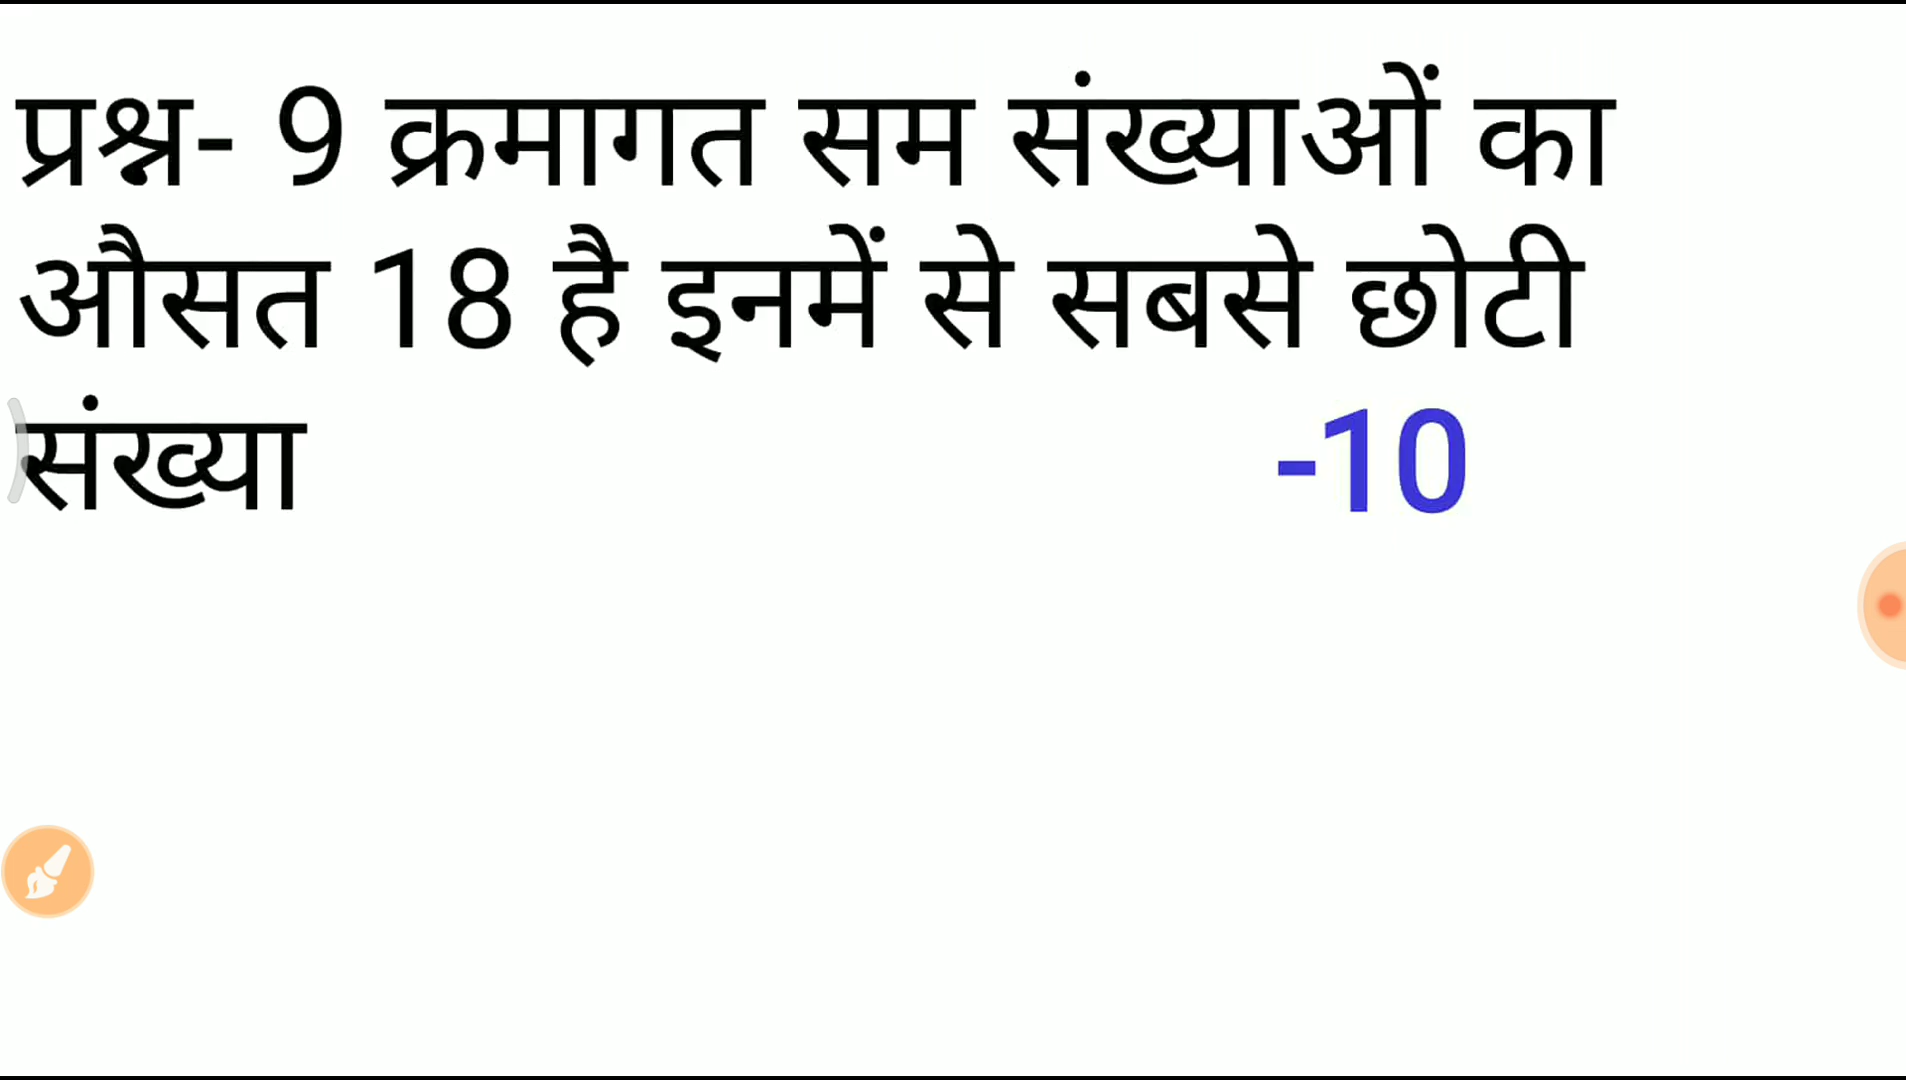 प्रश्न- 9 क्रमागत सम संख्याओं का
औसत 18 है इनमें से सबसे छोटी
संख्या -10